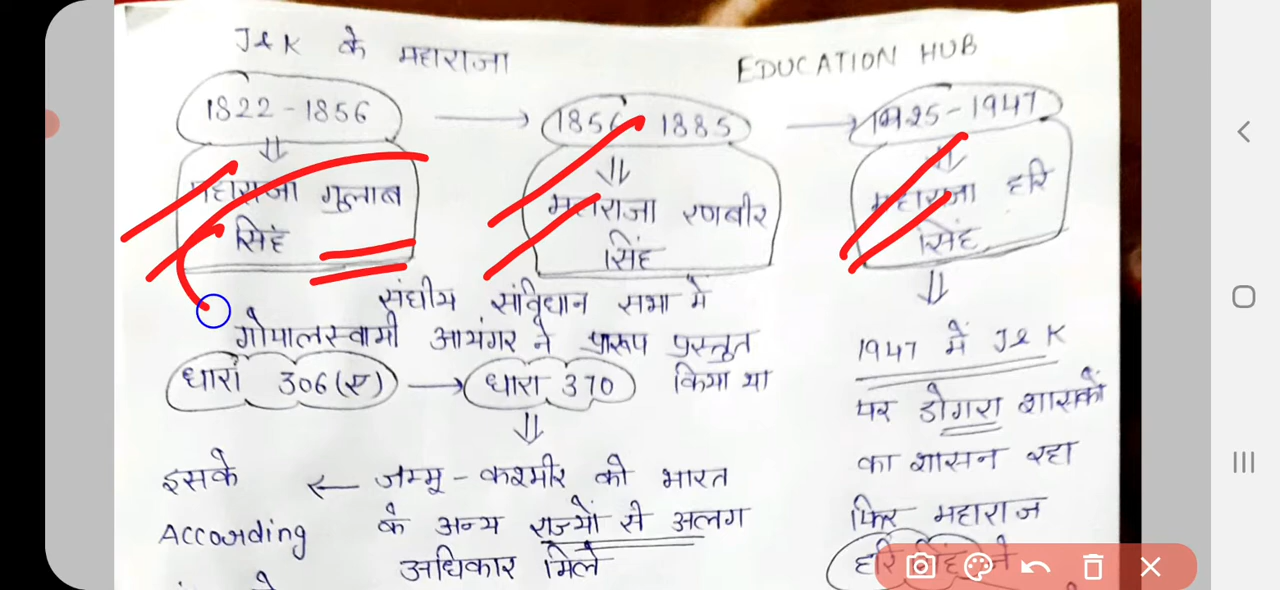 J&K के महाराजा
EDUCATION HUB
1822 - 1856
1856 1885
1925 - 1947
महाराजा गुलाब
सिहं
महाराजा रणबीर
सिंह
महाराजा हरि
सिंह
संघीय संविधान सभा में
गोपालस्वामी आयंगर ने प्रारूप प्रस्तुत
धारा 306(ए) → धारा 370 किया था
इसके ← जम्मू - कश्मीर को भारत
According के अन्य राज्यों से अलग
अधिकार मिले
1947 में J & K
पर डोगरा शासकों
का शासन रहा
फिर महाराज
हरि सिंह ने